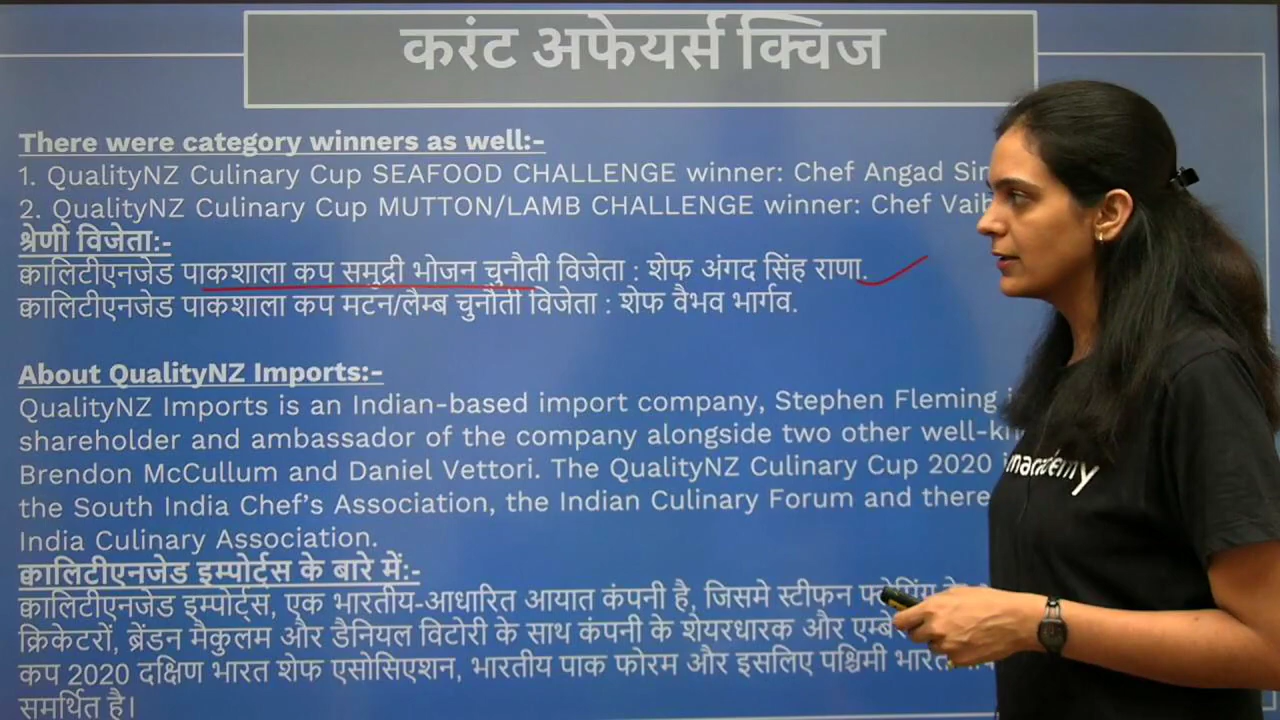 करंट अफेयर्स क्विज
There were category winners as well:-
1. QualityNZ Culinary Cup SEAFOOD CHALLENGE winner: Chef Angad
2. QualityNZ Culinary Cup MUTTON/LAMB CHALLENGE winner: Chef
श्रेणी विजेता:-
क्वालिटीएनजेड पाकशाला कप समुद्री भोजन चुनौती विजेता : शेफ अंगद सिंह राणा.
क्वालिटीएनजेड पाकशाला कप मटन/लैम्ब चुनौती विजेता : शेफ वैभव भार्गव.
About QualityNZ Imports:-
QualityNZ Imports is an Indian-based import company, Stephen Fleming
shareholder and ambassador of the company alongside two other
Brendon McCullum and Daniel Vettori. The QualityNZ Culinary Cup 2020
the South India Chef’s Association, the Indian Culinary Forum and there
India Culinary Association.
क्वालिटीएनजेड इम्पोर्ट्स के बारे में:-
क्वालिटीएनजेड इम्पोर्ट्स, एक भारतीय-आधारित आयात कंपनी है, जिसमे स्टीफन
क्रिकेटरों, ब्रेंडन मैकुलम और डैनियल विटोरी के साथ कंपनी के शेयरधारक और
कप 2020 दक्षिण भारत शेफ एसोसिएशन, भारतीय पाक फोरम और इसलिए पश्चिमी भारत
समर्थित है।